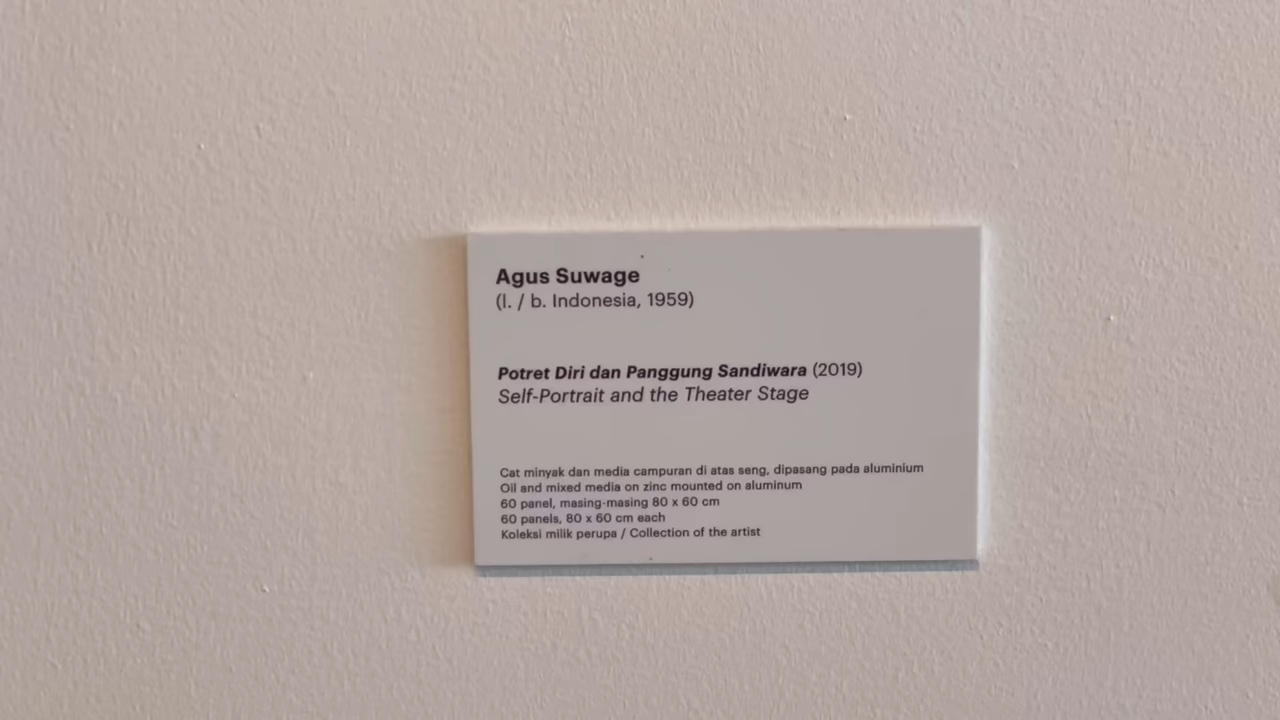 Agus Suwage
(l. / b. Indonesia, 1959)
Potret Diri dan Panggung Sandiwara (2019)
Self-Portrait and the Theater Stage
Cat minyak dan media campuran di atas seng, dipasang pada aluminium
Oil and mixed media on zinc mounted on aluminum
60 panel, masing-masing 80 x 60 cm
60 panels, 80 x 60 cm each
Koleksi milik perupa / Collection of the artist